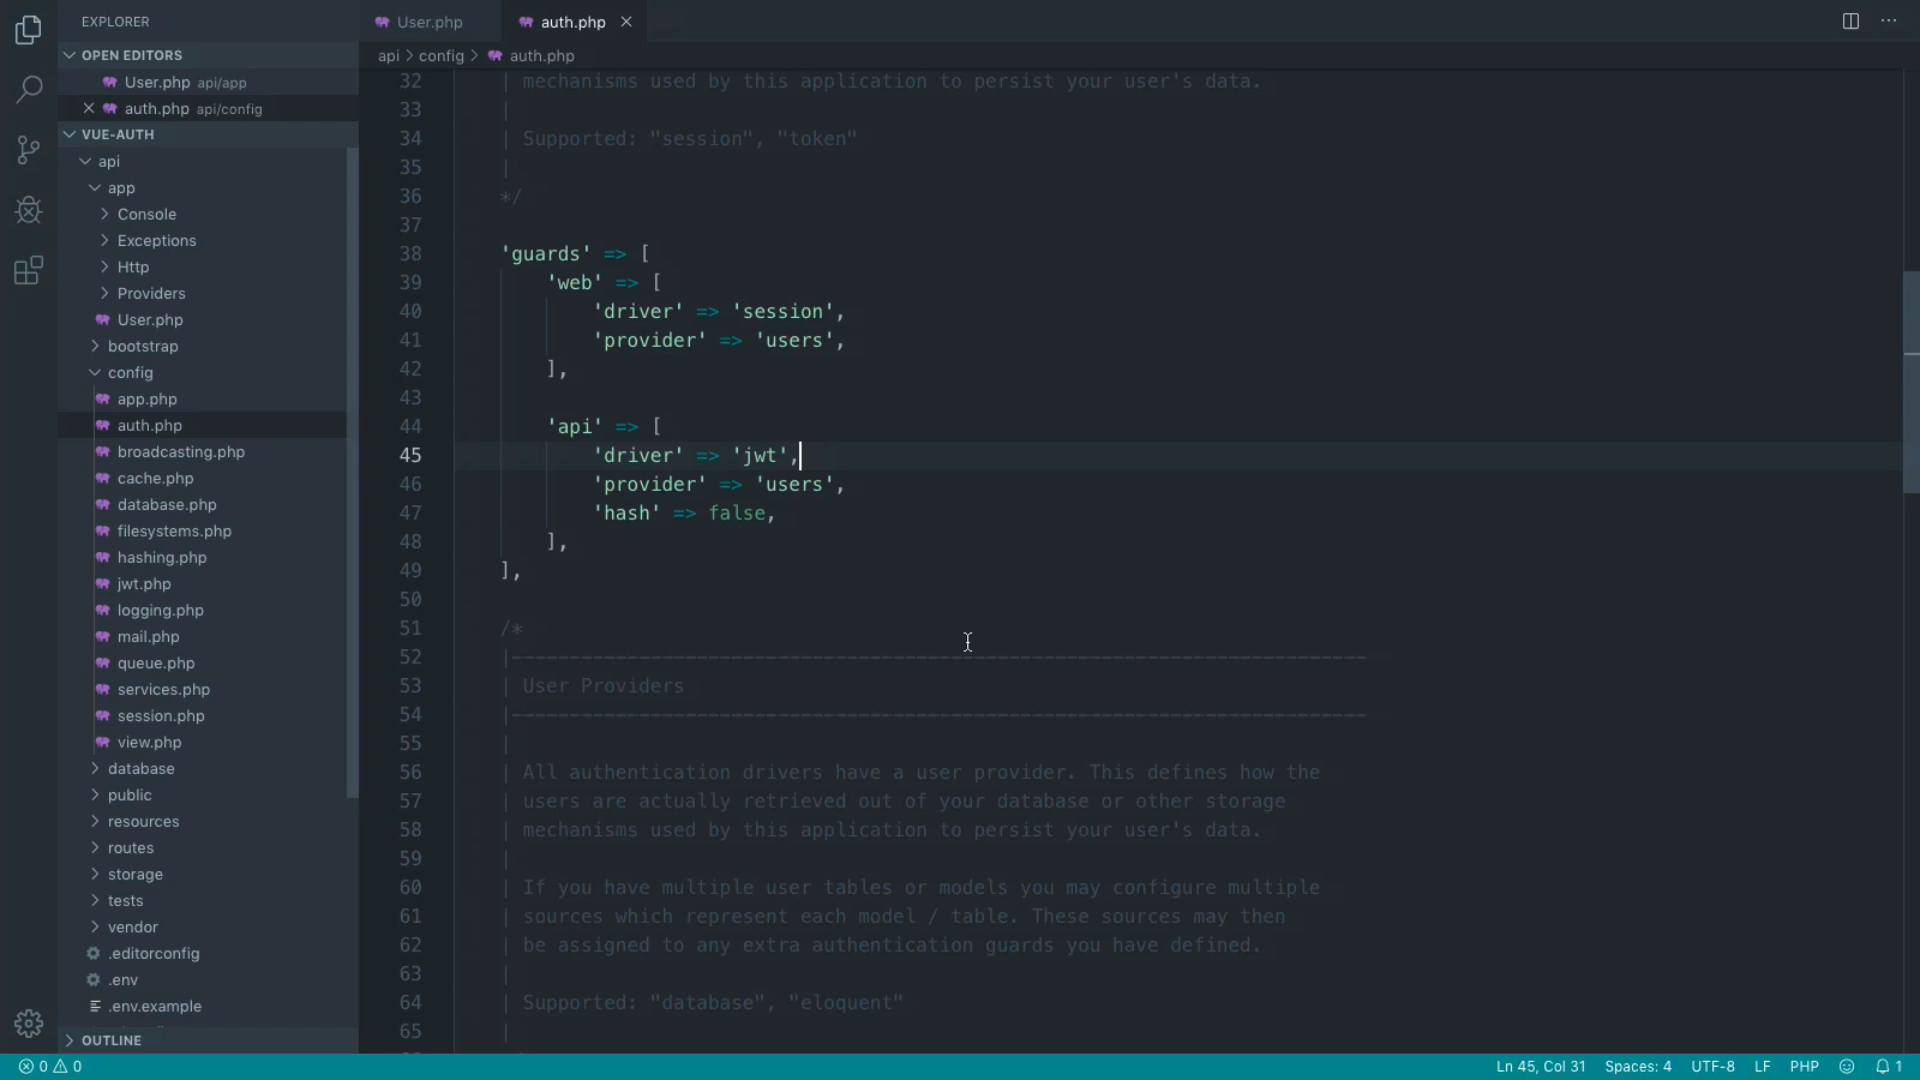 EXPLORER
OPEN EDITORS
User.php api/app
auth.php api/config
VUE-AUTH
api
app
Console
Exceptions
Http
Providers
User.php
bootstrap
config
app.php
auth.php
broadcasting.php
cache.php
database.php
filesystems.php
hashing.php
jwt.php
logging.php
mail.php
queue.php
services.php
session.php
view.php
database
public
resources
routes
storage
tests
vendor
.editorconfig
.env
.env.example
OUTLINE
User.php
auth.php
api > config > auth.php
32 | mechanisms used by this application to persist your user's data.
33 |
34 | Supported: "session", "token"
35 |
36 */
37
38 'guards' => [
39 'web' => [
40 'driver' => 'session',
41 'provider' => 'users',
42 ],
43
44 'api' => [
45 'driver' => 'jwt',
46 'provider' => 'users',
47 'hash' => false,
48 ],
49 ],
50
51 /*
52 |--------------------------------------------------------------------------
53 | User Providers
54 |--------------------------------------------------------------------------
55 |
56 | All authentication drivers have a user provider. This defines how the
57 | users are actually retrieved out of your database or other storage
58 | mechanisms used by this application to persist your user's data.
59 |
60 | If you have multiple user tables or models you may configure multiple
61 | sources which represent each model / table. These sources may then
62 | be assigned to any extra authentication guards you have defined.
63 |
64 | Supported: "database", "eloquent"
65 |
0 0
Ln 45, Col 31 Spaces: 4 UTF-8 LF PHP 1